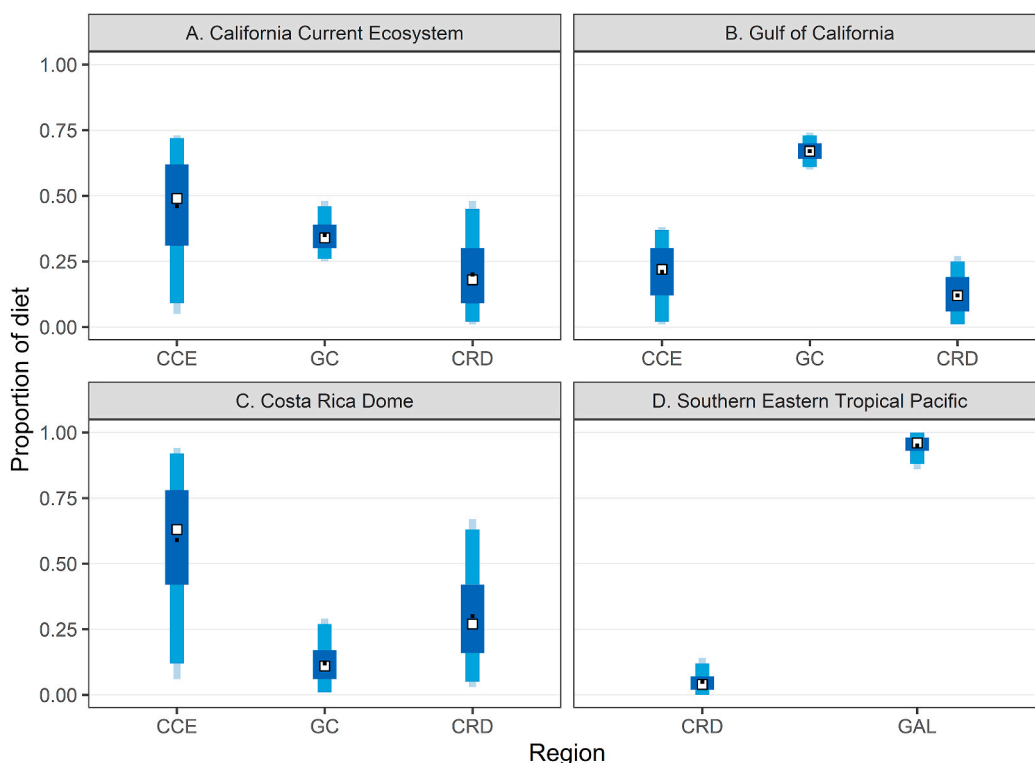 A. California Current Ecosystem
B. Gulf of California
1.00
0.75
0.50
0.25
0.00
CCE
GC
CRD
CCE
GC
CRD
C. Costa Rica Dome
D. Southern Eastern Tropical Pacific
1.00
0.75
0.50
0.25
0.00
CCE
GC
CRD
CRD
GAL
Proportion of diet
Region